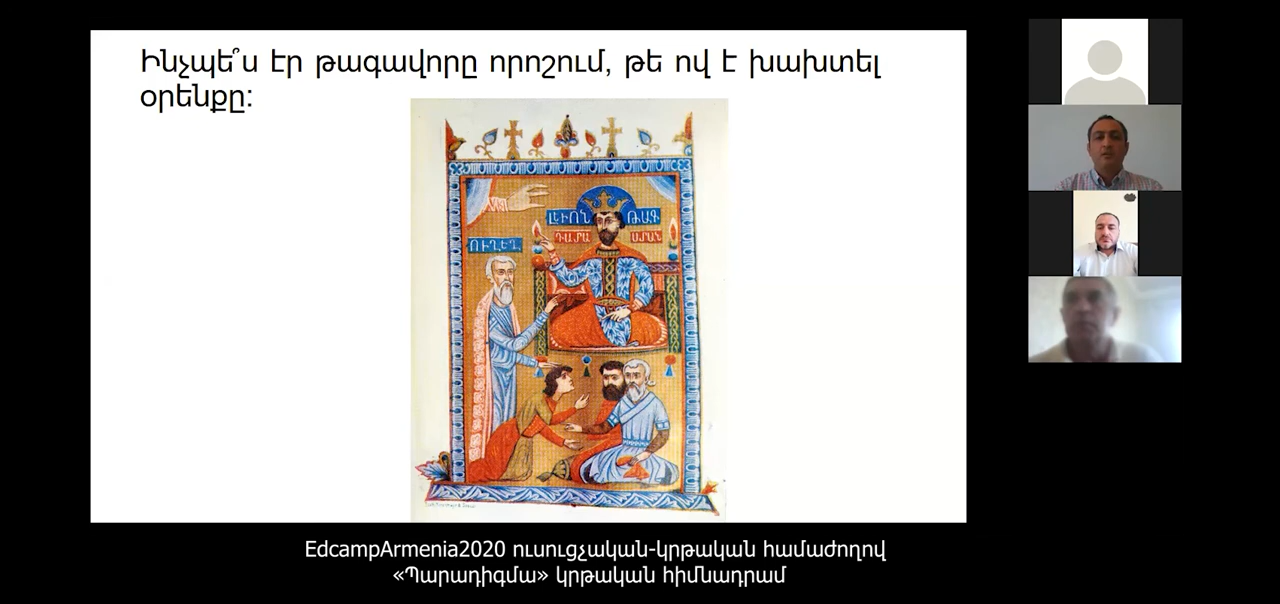 Ինչպե՞ս էր թագավորը որոշում, թե ով է խախտել
օրենքը:
ԼԵՒՈՆ ԹԱԳ
ՈՒՂԵՂ
EdcampArmenia2020 ուսուցչական-կրթական համաժողով
«Պարադիգմա» կրթական հիմնադրամ